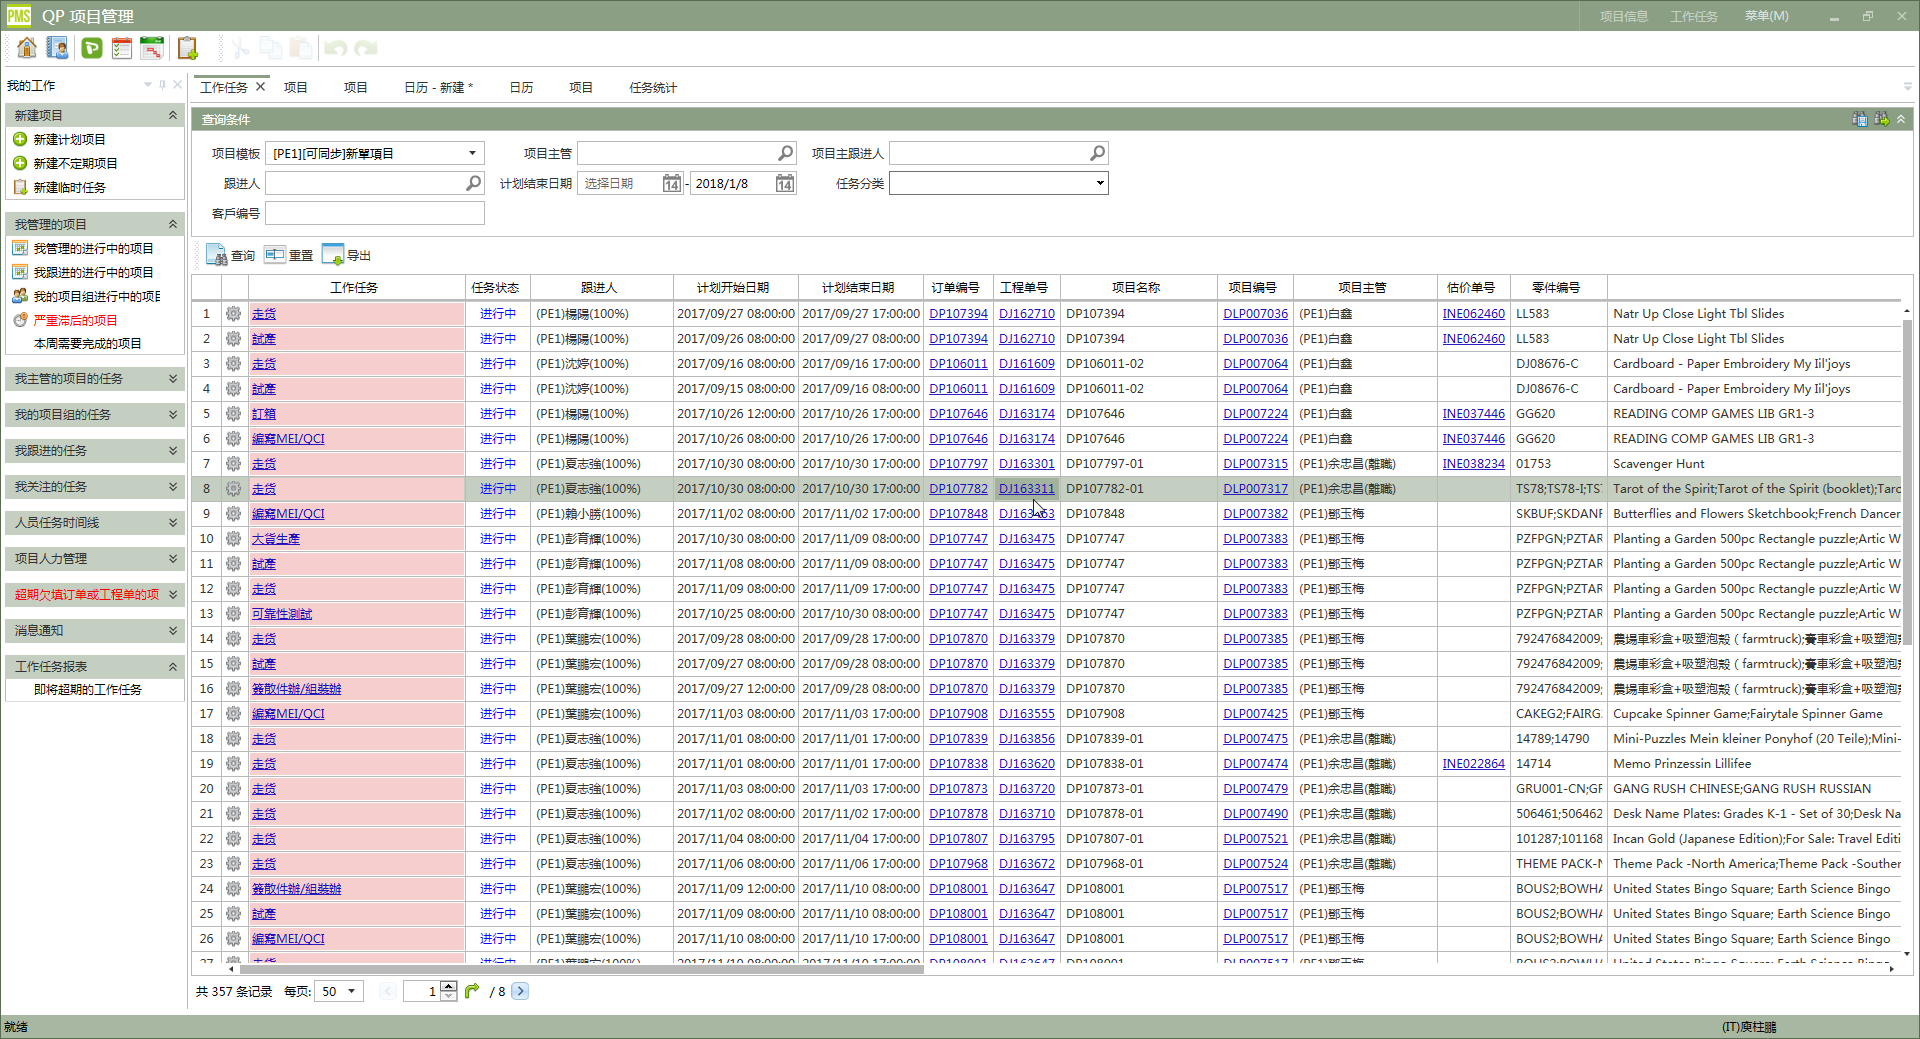 PMS QP 项目管理 项目信息 工作任务 菜单(M)
我的工作
新建项目
新建计划项目
新建不定期项目
新建临时任务
我管理的项目
我管理的进行中的项目
我跟进的进行中的项目
我的项目组进行中的项目
严重滞后的项目
本周需要完成的项目
我主管的项目的任务
我的项目组的任务
我跟进的任务
我关注的任务
人员任务时间线
项目人力管理
超期欠填订单或工程单的项
消息通知
工作任务报表
即将超期的工作任务
工作任务 项目 项目 日历 - 新建 * 日历 项目 任务统计
查询条件
项目模板 [PE1][可同步]新單項目 项目主管 项目主跟进人
跟进人 计划结束日期 选择日期 14 - 2018/1/8 14 任务分类
客戶编号
查询 重置 导出
工作任务 任务状态 跟进人 计划开始日期 计划结束日期 订单编号 工程单号 项目名称 项目编号 项目主管 估价单号 零件编号
1 走货 进行中 (PE1)楊陽(100%) 2017/09/27 08:00:00 2017/09/27 17:00:00 DP107394 DJ162710 DP107394 DLP007036 (PE1)白鑫 INE062460 LL583 Natr Up Close Light Tbl Slides
2 試產 进行中 (PE1)楊陽(100%) 2017/09/26 08:00:00 2017/09/27 08:00:00 DP107394 DJ162710 DP107394 DLP007036 (PE1)白鑫 INE062460 LL583 Natr Up Close Light Tbl Slides
3 走货 进行中 (PE1)沈婷(100%) 2017/09/16 08:00:00 2017/09/16 17:00:00 DP106011 DJ161609 DP106011-02 DLP007064 (PE1)白鑫 DJ08676-C Cardboard - Paper Embroidery My lil'joys
4 試產 进行中 (PE1)沈婷(100%) 2017/09/15 08:00:00 2017/09/16 08:00:00 DP106011 DJ161609 DP106011-02 DLP007064 (PE1)白鑫 DJ08676-C Cardboard - Paper Embroidery My lil'joys
5 訂箱 进行中 (PE1)楊陽(100%) 2017/10/26 12:00:00 2017/10/26 17:00:00 DP107646 DJ163174 DP107646 DLP007224 (PE1)白鑫 INE037446 GG620 READING COMP GAMES LIB GR1-3
6 編寫MEI/QCI 进行中 (PE1)楊陽(100%) 2017/10/26 08:00:00 2017/10/26 17:00:00 DP107646 DJ163174 DP107646 DLP007224 (PE1)白鑫 INE037446 GG620 READING COMP GAMES LIB GR1-3
7 走货 进行中 (PE1)夏志強(100%) 2017/10/30 08:00:00 2017/10/30 17:00:00 DP107797 DJ163301 DP107797-01 DLP007315 (PE1)余忠昌(離職) INE038234 01753 Scavenger Hunt
8 走货 进行中 (PE1)夏志強(100%) 2017/10/30 08:00:00 2017/10/30 17:00:00 DP107782 DJ163311 DP107782-01 DLP007317 (PE1)余忠昌(離職) TS78;TS78-I;TS Tarot of the Spirit;Tarot of the Spirit (booklet);Taro
9 編寫MEI/QCI 进行中 (PE1)賴小勝(100%) 2017/11/02 08:00:00 2017/11/02 17:00:00 DP107848 DP107848 DLP007382 (PE1)鄧玉梅 SKBUF;SKDANF Butterflies and Flowers Sketchbook;French Dancer
10 大貨生產 进行中 (PE1)彭育輝(100%) 2017/10/30 08:00:00 2017/11/09 08:00:00 DP107747 DJ163475 DP107747 DLP007383 (PE1)鄧玉梅 PZFPGN;PZTAR Planting a Garden 500pc Rectangle puzzle;Artic W
11 試產 进行中 (PE1)彭育輝(100%) 2017/11/08 08:00:00 2017/11/09 08:00:00 DP107747 DJ163475 DP107747 DLP007383 (PE1)鄧玉梅 PZFPGN;PZTAR Planting a Garden 500pc Rectangle puzzle;Artic W
12 走货 进行中 (PE1)彭育輝(100%) 2017/11/09 08:00:00 2017/11/09 17:00:00 DP107747 DJ163475 DP107747 DLP007383 (PE1)鄧玉梅 PZFPGN;PZTAR Planting a Garden 500pc Rectangle puzzle;Artic W
13 可靠性測試 进行中 (PE1)彭育輝(100%) 2017/10/25 08:00:00 2017/10/30 08:00:00 DP107747 DJ163475 DP107747 DLP007383 (PE1)鄧玉梅 PZFPGN;PZTAR Planting a Garden 500pc Rectangle puzzle;Artic W
14 走货 进行中 (PE1)葉鵬宏(100%) 2017/09/28 08:00:00 2017/09/28 17:00:00 DP107870 DJ163379 DP107870 DLP007385 (PE1)鄧玉梅 792476842009; 農場車彩盒+吸塑泡殼 ( farmtruck);賽車彩盒+吸塑泡殼
15 試產 进行中 (PE1)葉鵬宏(100%) 2017/09/27 08:00:00 2017/09/28 08:00:00 DP107870 DJ163379 DP107870 DLP007385 (PE1)鄧玉梅 792476842009; 農場車彩盒+吸塑泡殼 ( farmtruck);賽車彩盒+吸塑泡殼
16 簽散件辦/組裝辦 进行中 (PE1)葉鵬宏(100%) 2017/09/27 12:00:00 2017/09/28 08:00:00 DP107870 DJ163379 DP107870 DLP007385 (PE1)鄧玉梅 792476842009; 農場車彩盒+吸塑泡殼 ( farmtruck);賽車彩盒+吸塑泡殼
17 編寫MEI/QCI 进行中 (PE1)葉鵬宏(100%) 2017/11/03 08:00:00 2017/11/03 17:00:00 DP107908 DJ163555 DP107908 DLP007425 (PE1)鄧玉梅 CAKEG2;FAIRG Cupcake Spinner Game;Fairytale Spinner Game
18 走货 进行中 (PE1)夏志強(100%) 2017/11/01 08:00:00 2017/11/01 17:00:00 DP107839 DJ163856 DP107839-01 DLP007475 (PE1)余忠昌(離職) 14789;14790 Mini-Puzzles Mein kleiner Ponyhof (20 Teile);Mini-
19 走货 进行中 (PE1)夏志強(100%) 2017/11/01 08:00:00 2017/11/01 17:00:00 DP107838 DJ163620 DP107838-01 DLP007474 (PE1)余忠昌(離職) INE022864 14714 Memo Prinzessin Lillifee
20 走货 进行中 (PE1)夏志強(100%) 2017/11/03 08:00:00 2017/11/03 17:00:00 DP107873 DJ163720 DP107873-01 DLP007479 (PE1)余忠昌(離職) GRU001-CN;GF GANG RUSH CHINESE;GANG RUSH RUSSIAN
21 走货 进行中 (PE1)夏志強(100%) 2017/11/02 08:00:00 2017/11/02 17:00:00 DP107878 DJ163710 DP107878-01 DLP007490 (PE1)余忠昌(離職) 506461;506462 Desk Name Plates: Grades K-1 - Set of 30;Desk Na
22 走货 进行中 (PE1)夏志強(100%) 2017/11/04 08:00:00 2017/11/04 17:00:00 DP107807 DJ163795 DP107807-01 DLP007521 (PE1)余忠昌(離職) 101287;101168 Incan Gold (Japanese Edition);For Sale: Travel Editi
23 走货 进行中 (PE1)夏志強(100%) 2017/11/06 08:00:00 2017/11/06 17:00:00 DP107968 DJ163672 DP107968-01 DLP007524 (PE1)余忠昌(離職) THEME PACK-N Theme Pack -North America;Theme Pack -Souther
24 簽散件辦/組裝辦 进行中 (PE1)葉鵬宏(100%) 2017/11/09 12:00:00 2017/11/10 08:00:00 DP108001 DJ163647 DP108001 DLP007517 (PE1)鄧玉梅 BOUS2;BOWHA United States Bingo Square; Earth Science Bingo
25 試產 进行中 (PE1)葉鵬宏(100%) 2017/11/09 08:00:00 2017/11/10 08:00:00 DP108001 DJ163647 DP108001 DLP007517 (PE1)鄧玉梅 BOUS2;BOWHA United States Bingo Square; Earth Science Bingo
26 編寫MEI/QCI 进行中 (PE1)葉鵬宏(100%) 2017/11/10 08:00:00 2017/11/10 17:00:00 DP108001 DJ163647 DP108001 DLP007517 (PE1)鄧玉梅 BOUS2;BOWHA United States Bingo Square; Earth Science Bingo
27 走货 进行中 (PE1)葉鵬宏(100%) 2017/11/10 08:00:00 2017/11/10 17:00:00 DP108001 DJ163647 DP108001 DLP007517 (PE1)鄧玉梅 BOUS2;BOWHA United States Bingo Square; Earth Science Bingo
共 357 条记录 每页: 50 1 / 8
就绪 (IT)庾柱鵬